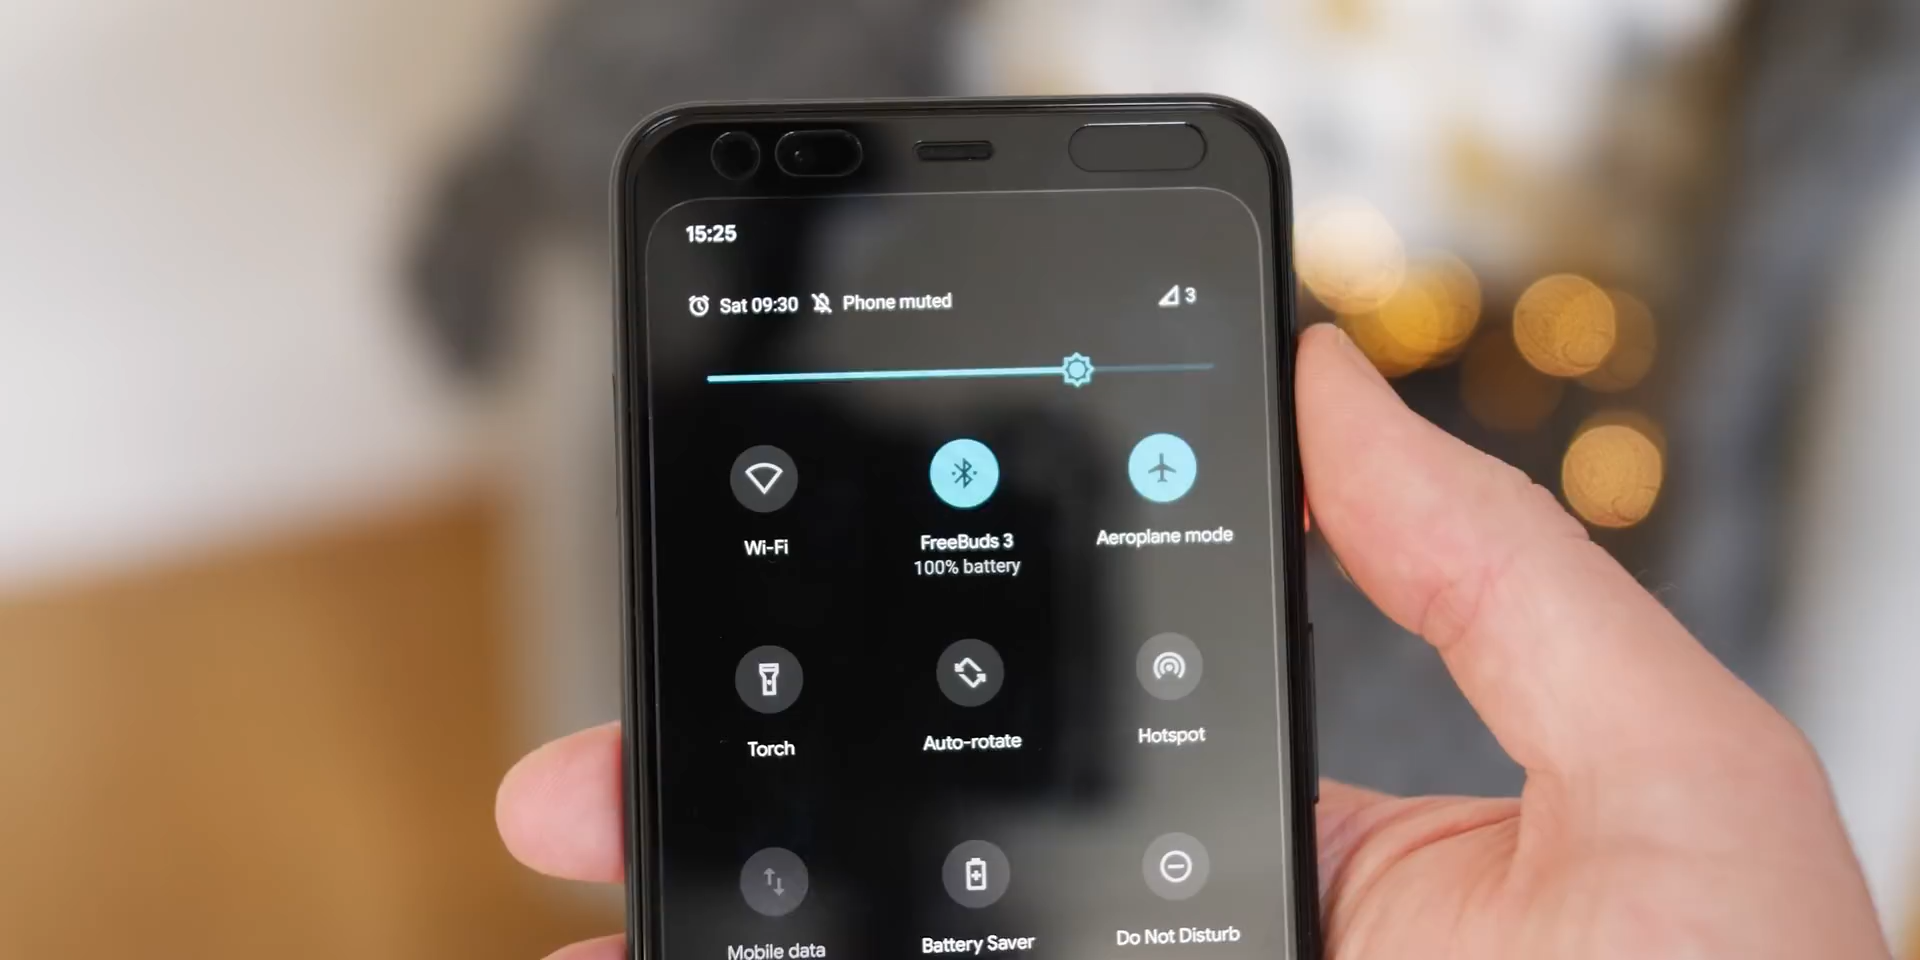 15:25
Sat 09:30 Phone muted 3
Wi-Fi FreeBuds 3 Aeroplane mode
100% battery
Torch Auto-rotate Hotspot
Mobile data Battery Saver Do Not Disturb